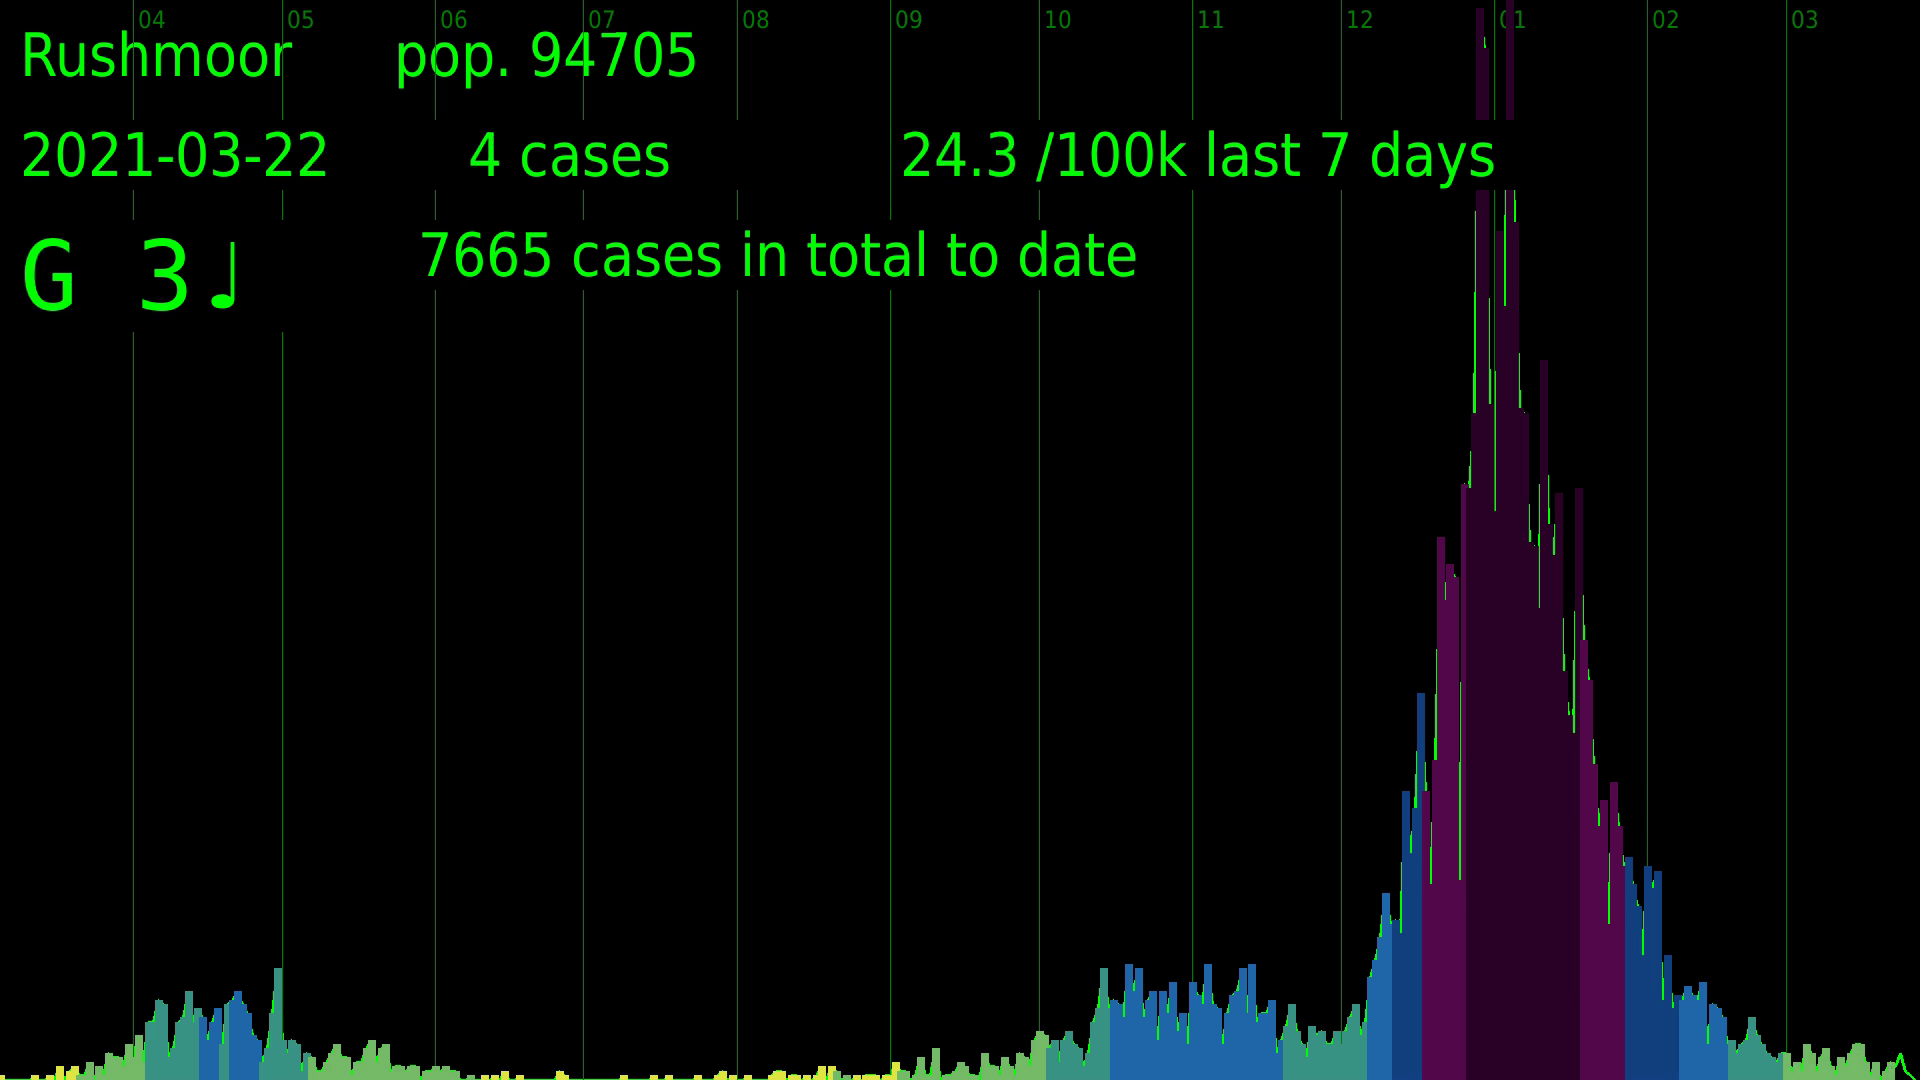 04 05 06 07 08 09 10 11 12 01 02 03
Rushmoor pop. 94705
2021-03-22 4 cases 24.3 /100k last 7 days
G 3♩ 7665 cases in total to date